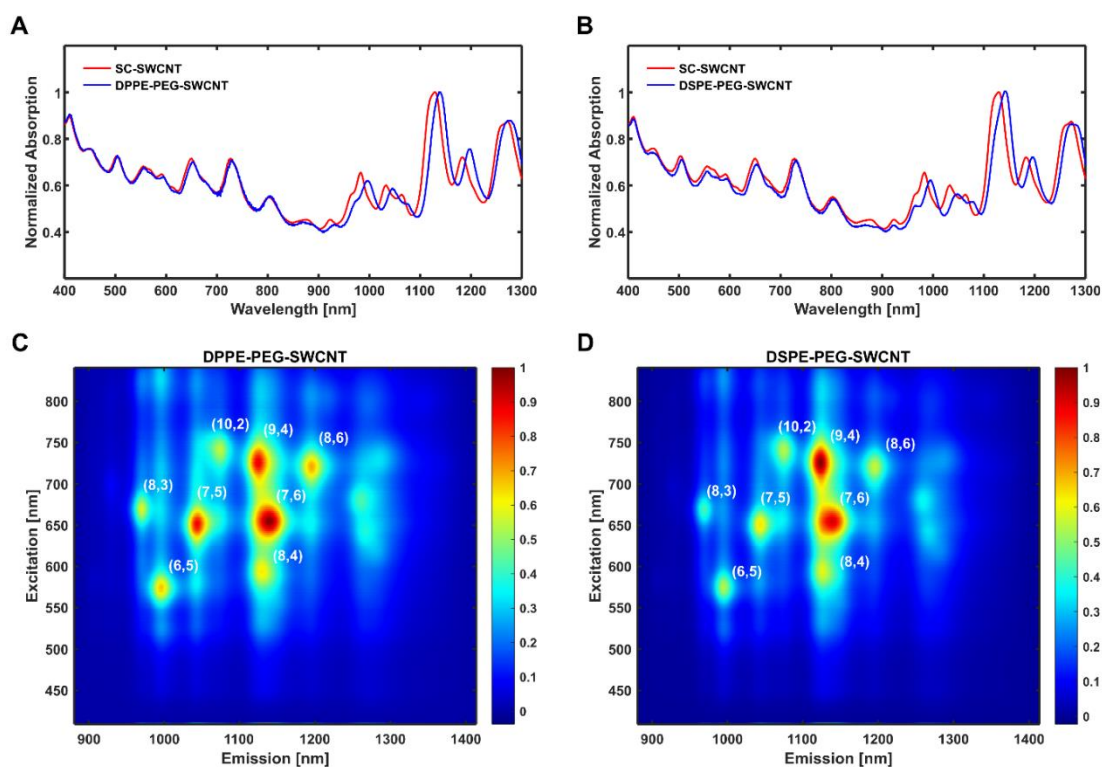 A
SC-SWCNT
DPPE-PEG-SWCNT
Normalized Absorption
1
0.8
0.6
0.4
400 500 600 700 800 900 1000 1100 1200 1300
Wavelength [nm]
B
SC-SWCNT
DSPE-PEG-SWCNT
Normalized Absorption
1
0.8
0.6
0.4
400 500 600 700 800 900 1000 1100 1200 1300
Wavelength [nm]
C
DPPE-PEG-SWCNT
Excitation [nm]
800
750
700
650
600
550
500
450
(10,2)
(9,4)
(8,6)
(8,3)
(7,5)
(7,6)
(6,5)
(8,4)
900 1000 1100 1200 1300 1400
Emission [nm]
1
0.9
0.8
0.7
0.6
0.5
0.4
0.3
0.2
0.1
0
D
DSPE-PEG-SWCNT
Excitation [nm]
800
750
700
650
600
550
500
450
(10,2)
(9,4)
(8,6)
(8,3)
(7,5)
(7,6)
(6,5)
(8,4)
900 1000 1100 1200 1300 1400
Emission [nm]
1
0.9
0.8
0.7
0.6
0.5
0.4
0.3
0.2
0.1
0